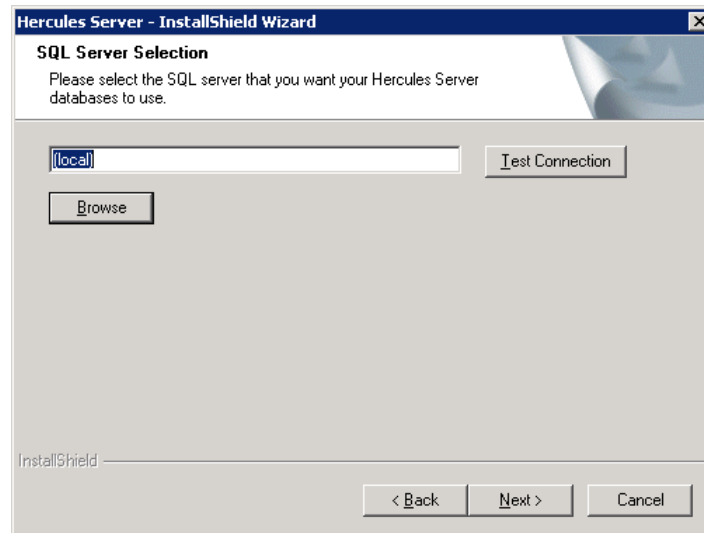 Hercules Server - InstallShield Wizard
SQL Server Selection
Please select the SQL server that you want your Hercules Server
databases to use.
(local)
Test Connection
Browse
InstallShield
< Back
Next >
Cancel